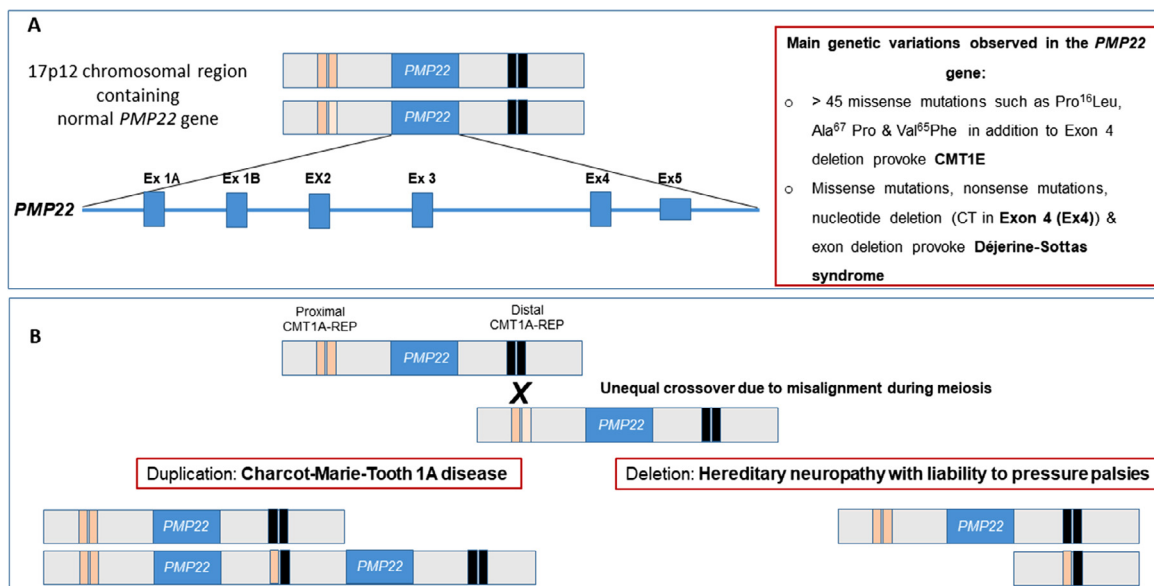 A
17p12 chromosomal region
containing
normal PMP22 gene
PMP22
PMP22
Ex 1A
Ex 1B
EX2
Ex 3
Ex4
Ex5
PMP22
Main genetic variations observed in the PMP22
gene:
o > 45 missense mutations such as Pro¹⁶Leu,
Ala⁶⁷ Pro & Val⁶⁵Phe in addition to Exon 4
deletion provoke CMT1E
o Missense mutations, nonsense mutations,
nucleotide deletion (CT in Exon 4 (Ex4)) &
exon deletion provoke Déjerine-Sottas
syndrome
B
Proximal
CMT1A-REP
Distal
CMT1A-REP
PMP22
X
Unequal crossover due to misalignment during meiosis
PMP22
Duplication: Charcot-Marie-Tooth 1A disease
Deletion: Hereditary neuropathy with liability to pressure palsies
PMP22
PMP22
PMP22
PMP22